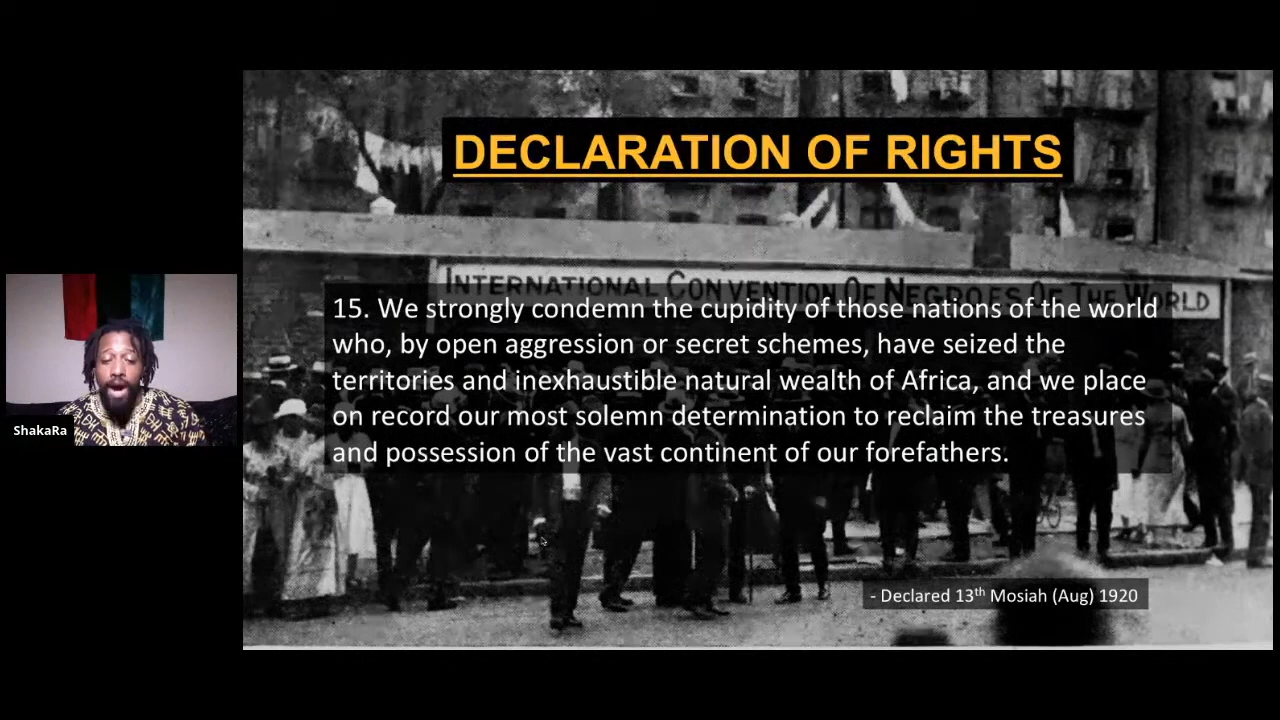 DECLARATION OF RIGHTS
INTERNATIONAL CONVENTION OF NEGROES OF THE WORLD
15. We strongly condemn the cupidity of those nations of the world
who, by open aggression or secret schemes, have seized the
territories and inexhaustible natural wealth of Africa, and we place
on record our most solemn determination to reclaim the treasures
and possession of the vast continent of our forefathers.
ShakaRa
- Declared 13th Mosiah (Aug) 1920